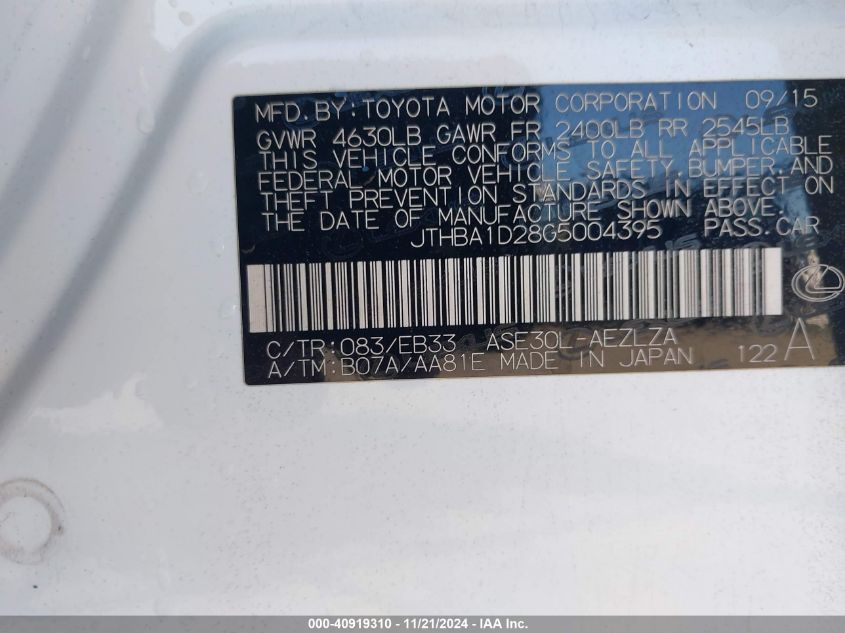 MFD. BY: TOYOTA MOTOR CORPORATION 09/15
GVWR 4630LB GAWR FR 2400LB RR 2545LB
THIS VEHICLE CONFORMS TO ALL APPLICABLE
FEDERAL MOTOR VEHICLE SAFETY, BUMPER, AND
THEFT PREVENTION STANDARDS IN EFFECT ON
THE DATE OF MANUFACTURE SHOWN ABOVE.
JTHBA1D28G5004395 PASS. CAR
C/TR: 083/EB33 ASE30L-AEZLZA
A/TM: B07A/AA81E MADE IN JAPAN 122 A
000-40919310 - 11/21/2024 - IAA Inc.